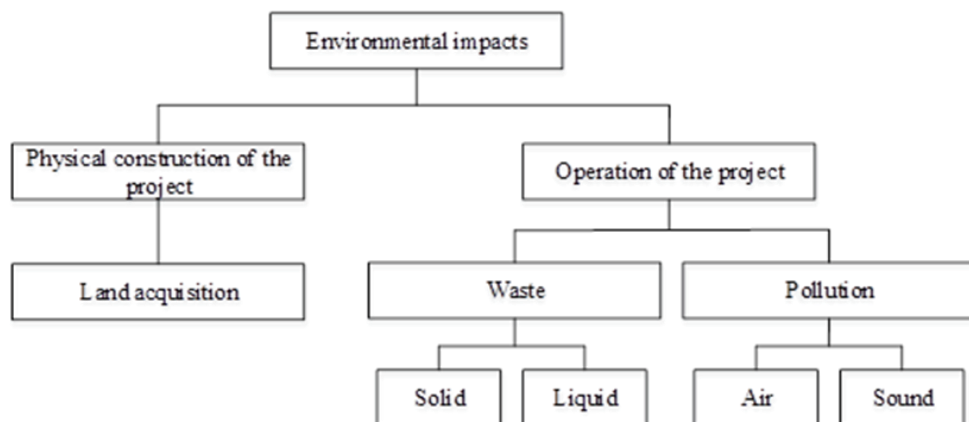 Environmental impacts
Physical construction of the
project
Operation of the project
Land acquisition
Waste
Pollution
Solid
Liquid
Air
Sound